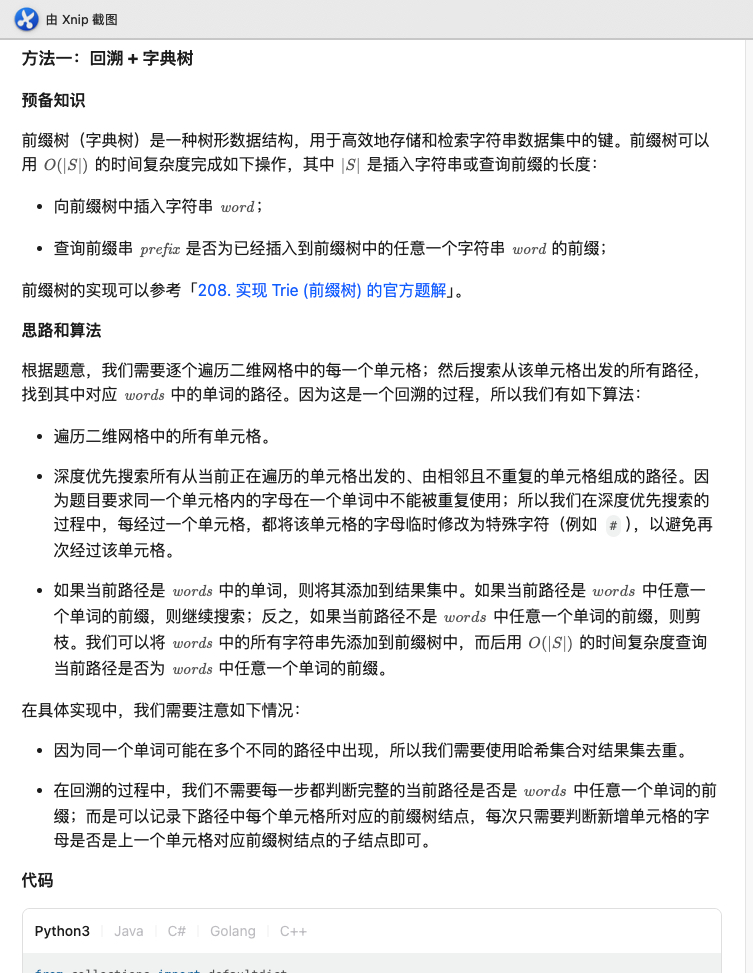 由 Xnip 截图
方法一：回溯 + 字典树
预备知识
前缀树（字典树）是一种树形数据结构，用于高效地存储和检索字符串数据集中的键。前缀树可以
用 O(|S|) 的时间复杂度完成如下操作，其中 |S| 是插入字符串或查询前缀的长度：
• 向前缀树中插入字符串 word；
• 查询前缀串 prefix 是否为已经插入到前缀树中的任意一个字符串 word 的前缀；
前缀树的实现可以参考「208. 实现 Trie (前缀树) 的官方题解」。
思路和算法
根据题意，我们需要逐个遍历二维网格中的每一个单元格；然后搜索从该单元格出发的所有路径，
找到其中对应 words 中的单词的路径。因为这是一个回溯的过程，所以我们有如下算法：
• 遍历二维网格中的所有单元格。
• 深度优先搜索所有从当前正在遍历的单元格出发的、由相邻且不重复的单元格组成的路径。因
为题目要求同一个单元格内的字母在一个单词中不能被重复使用；所以我们在深度优先搜索的
过程中，每经过一个单元格，都将该单元格的字母临时修改为特殊字符（例如 #），以避免再
次经过该单元格。
• 如果当前路径是 words 中的单词，则将其添加到结果集中。如果当前路径是 words 中任意一
个单词的前缀，则继续搜索；反之，如果当前路径不是 words 中任意一个单词的前缀，则剪
枝。我们可以将 words 中的所有字符串先添加到前缀树中，而后用 O(|S|) 的时间复杂度查询
当前路径是否为 words 中任意一个单词的前缀。
在具体实现中，我们需要注意如下情况：
• 因为同一个单词可能在多个不同的路径中出现，所以我们需要使用哈希集合对结果集去重。
• 在回溯的过程中，我们不需要每一步都判断完整的当前路径是否是 words 中任意一个单词的前
缀；而是可以记录下路径中每个单元格所对应的前缀树结点，每次只需要判断新增单元格的字
母是否是上一个单元格对应前缀树结点的子结点即可。
代码
Python3 Java C# Golang C++
from collections import defaultdict